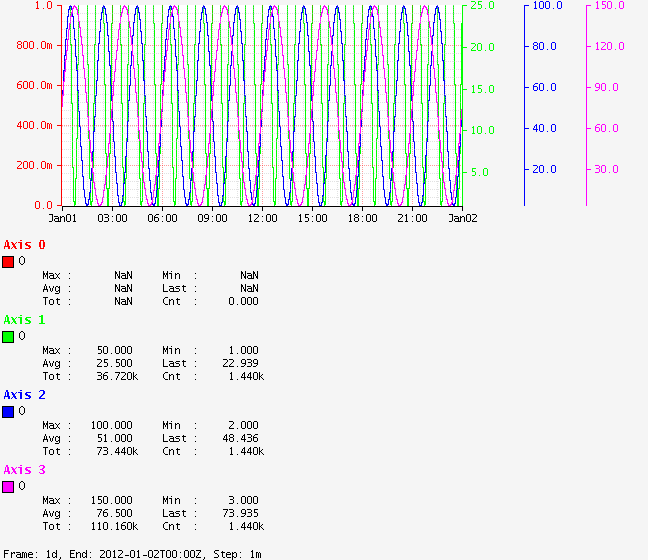 1.0 25.0 100.0 150.0
800.0m 20.0 80.0 120.0
600.0m 15.0 60.0 90.0
400.0m 10.0 40.0 60.0
200.0m 5.0 20.0 30.0
0.0
Jan01 03:00 06:00 09:00 12:00 15:00 18:00 21:00 Jan02
Axis 0
0
Max : NaN Min : NaN
Avg : NaN Last : NaN
Tot : NaN Cnt : 0.000
Axis 1
0
Max : 50.000 Min : 1.000
Avg : 25.500 Last : 22.939
Tot : 36.720k Cnt : 1.440k
Axis 2
0
Max : 100.000 Min : 2.000
Avg : 51.000 Last : 48.436
Tot : 73.440k Cnt : 1.440k
Axis 3
0
Max : 150.000 Min : 3.000
Avg : 76.500 Last : 73.935
Tot : 110.160k Cnt : 1.440k
Frame: 1d, End: 2012-01-02T00:00Z, Step: 1m